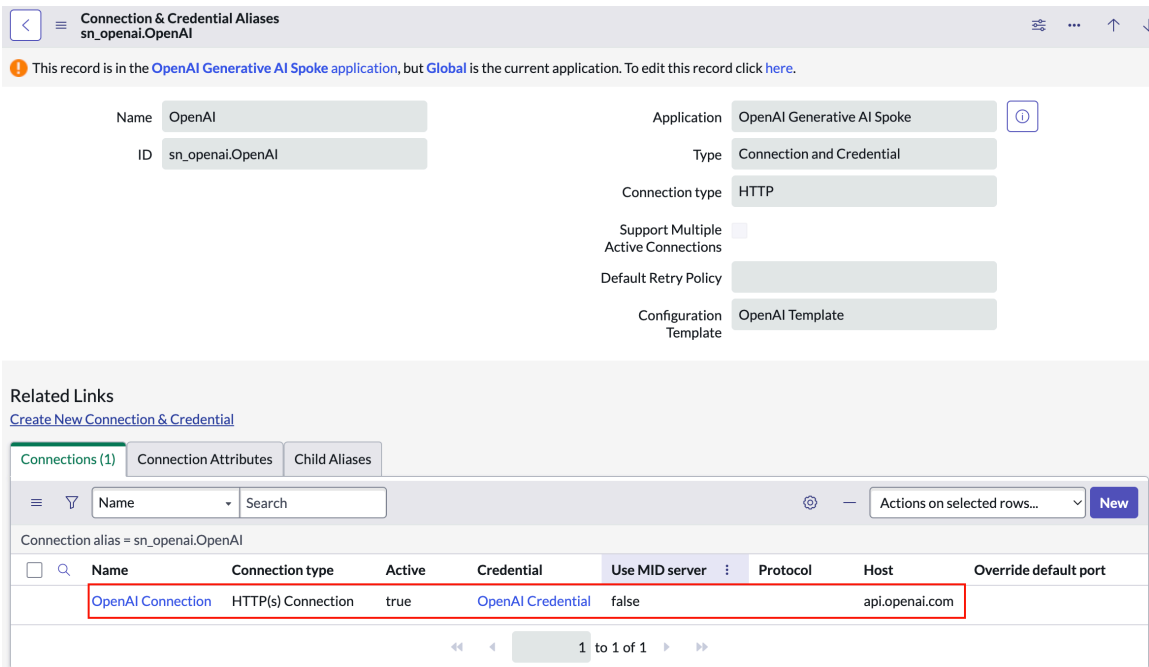 Connection & Credential Aliases
sn_openai.OpenAI
This record is in the OpenAI Generative AI Spoke application, but Global is the current application. To edit this record click here.
Name OpenAI
ID sn_openai.OpenAI
Application OpenAI Generative AI Spoke
Type Connection and Credential
Connection type HTTP
Support Multiple
Active Connections
Default Retry Policy
Configuration
Template
OpenAI Template
Related Links
Create New Connection & Credential
Connections (1) Connection Attributes Child Aliases
Name Search Actions on selected rows... New
Connection alias = sn_openai.OpenAI
Name Connection type Active Credential Use MID server Protocol Host Override default port
OpenAI Connection HTTP(s) Connection true OpenAI Credential false api.openai.com
1 to 1 of 1